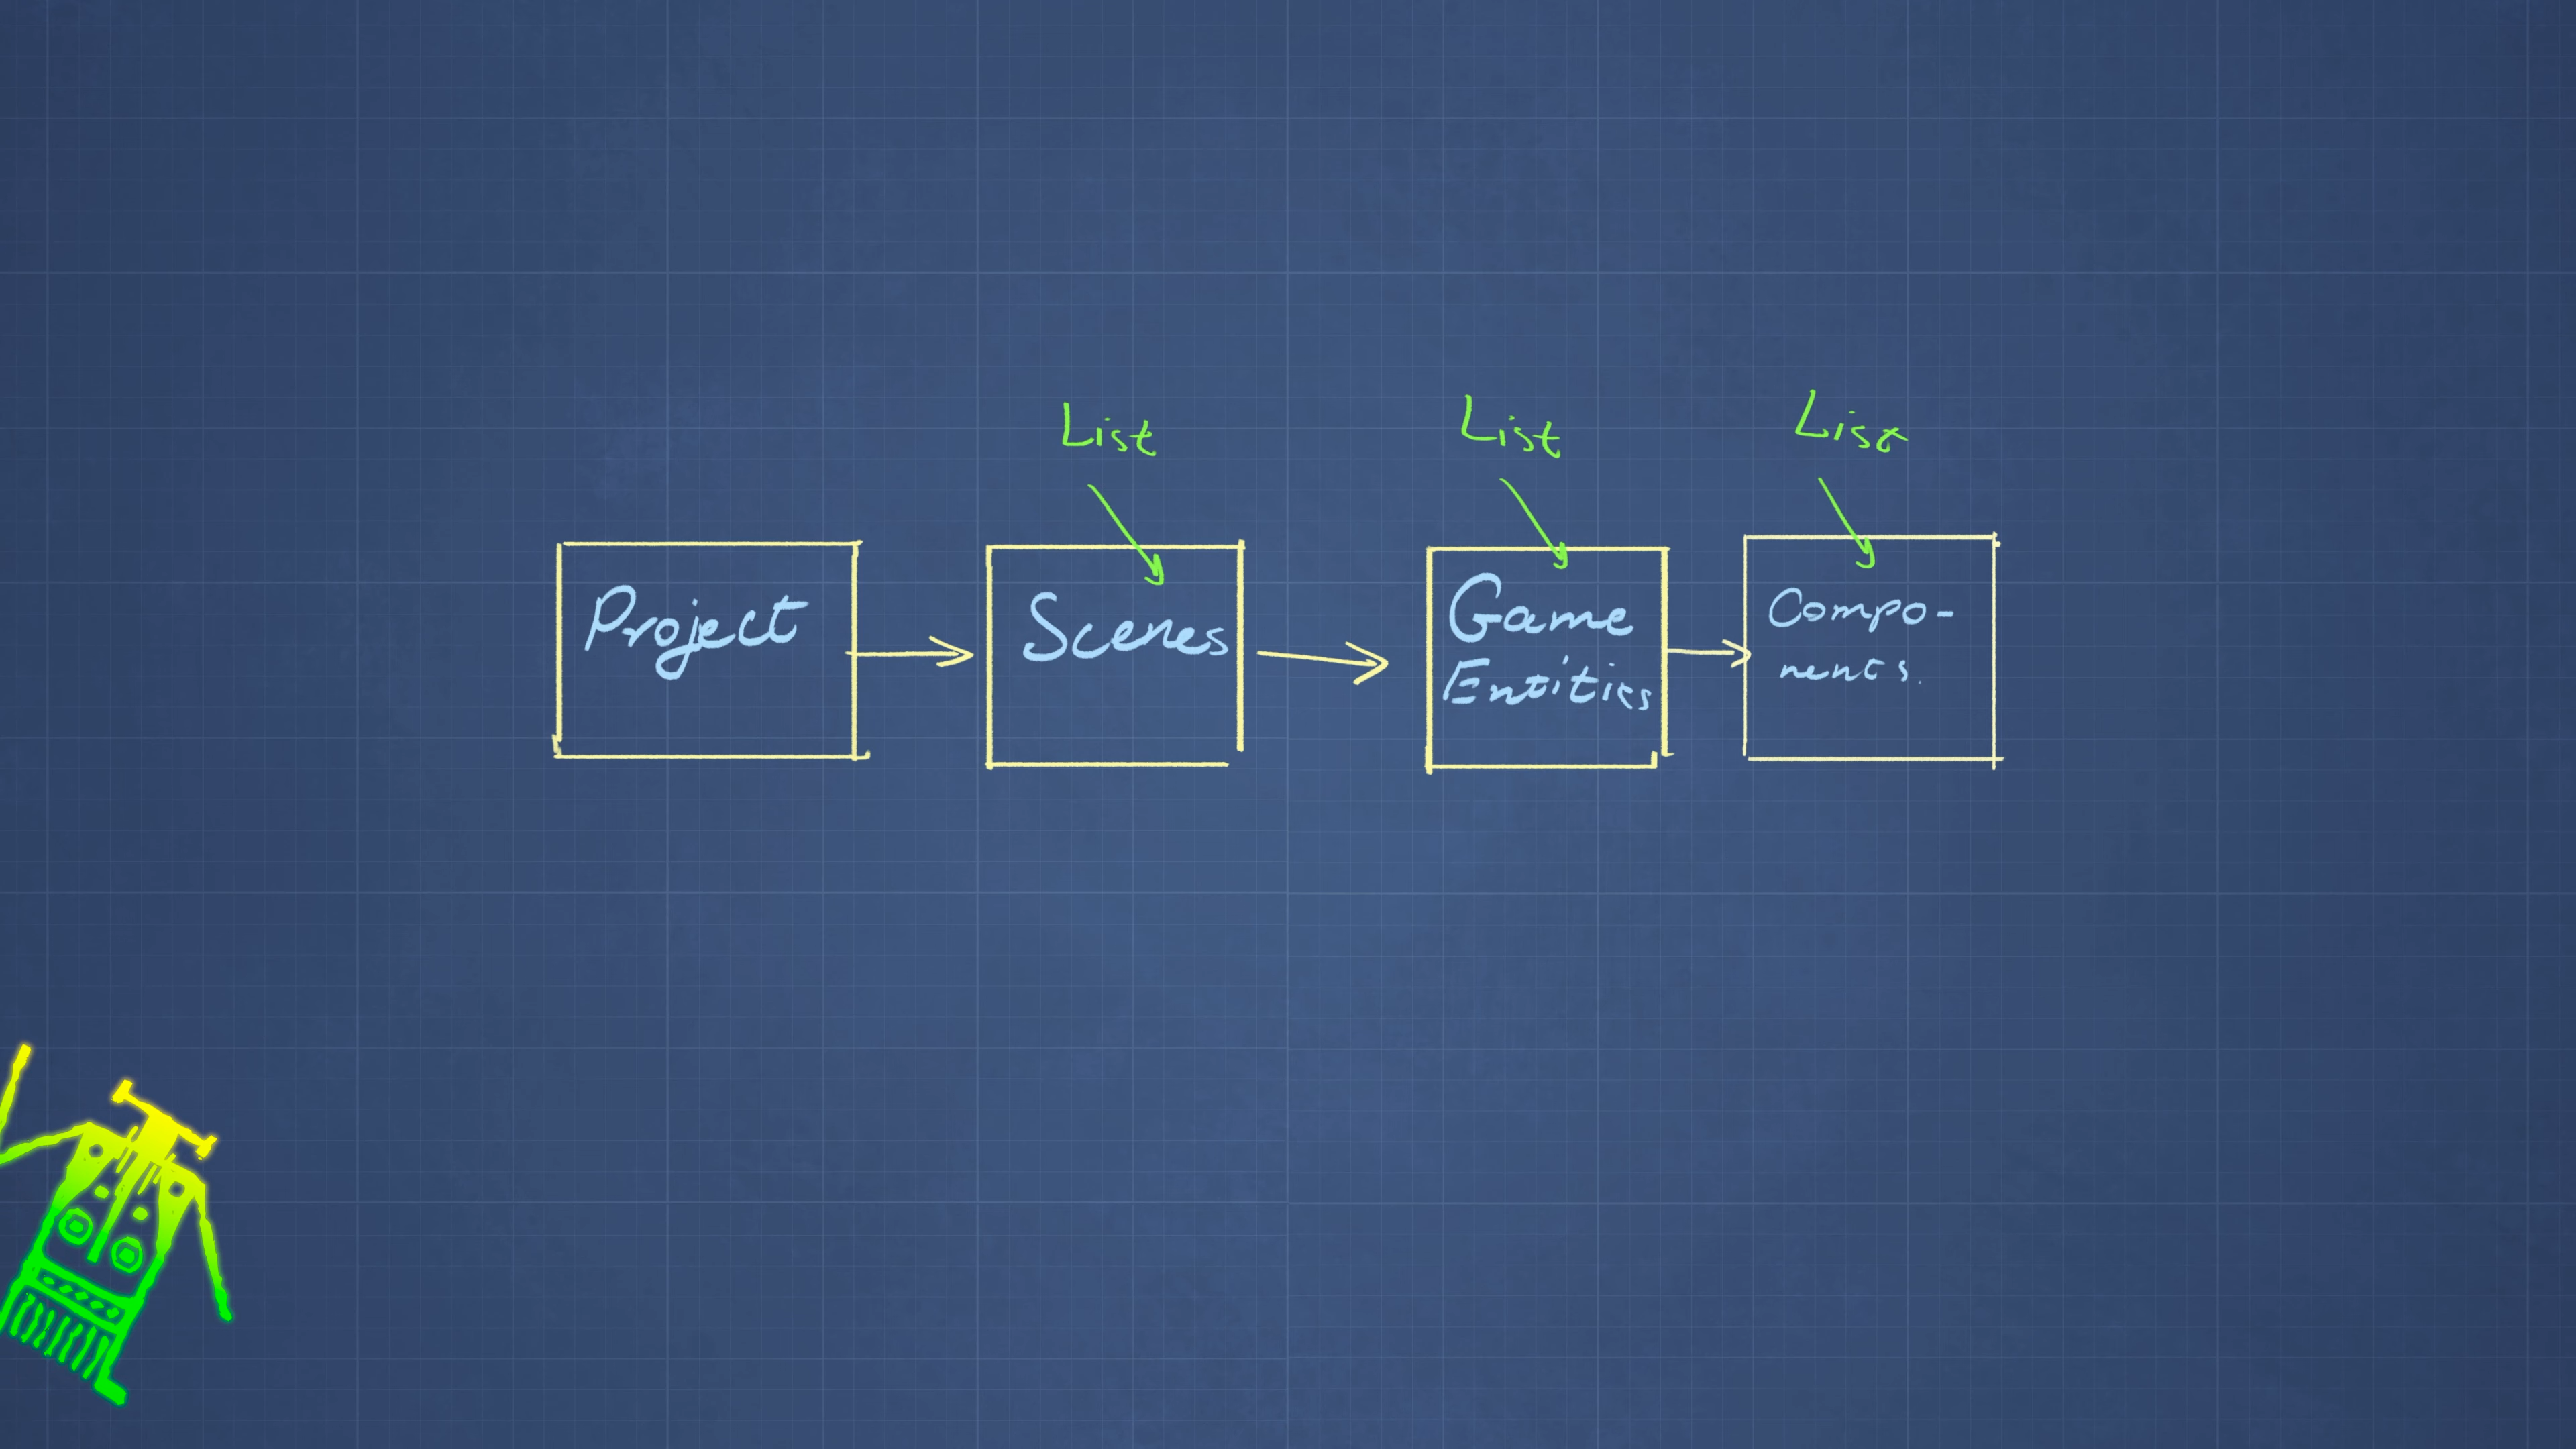 List
List
List
Project
Scenes
Game
Entities
Compo-
nents.